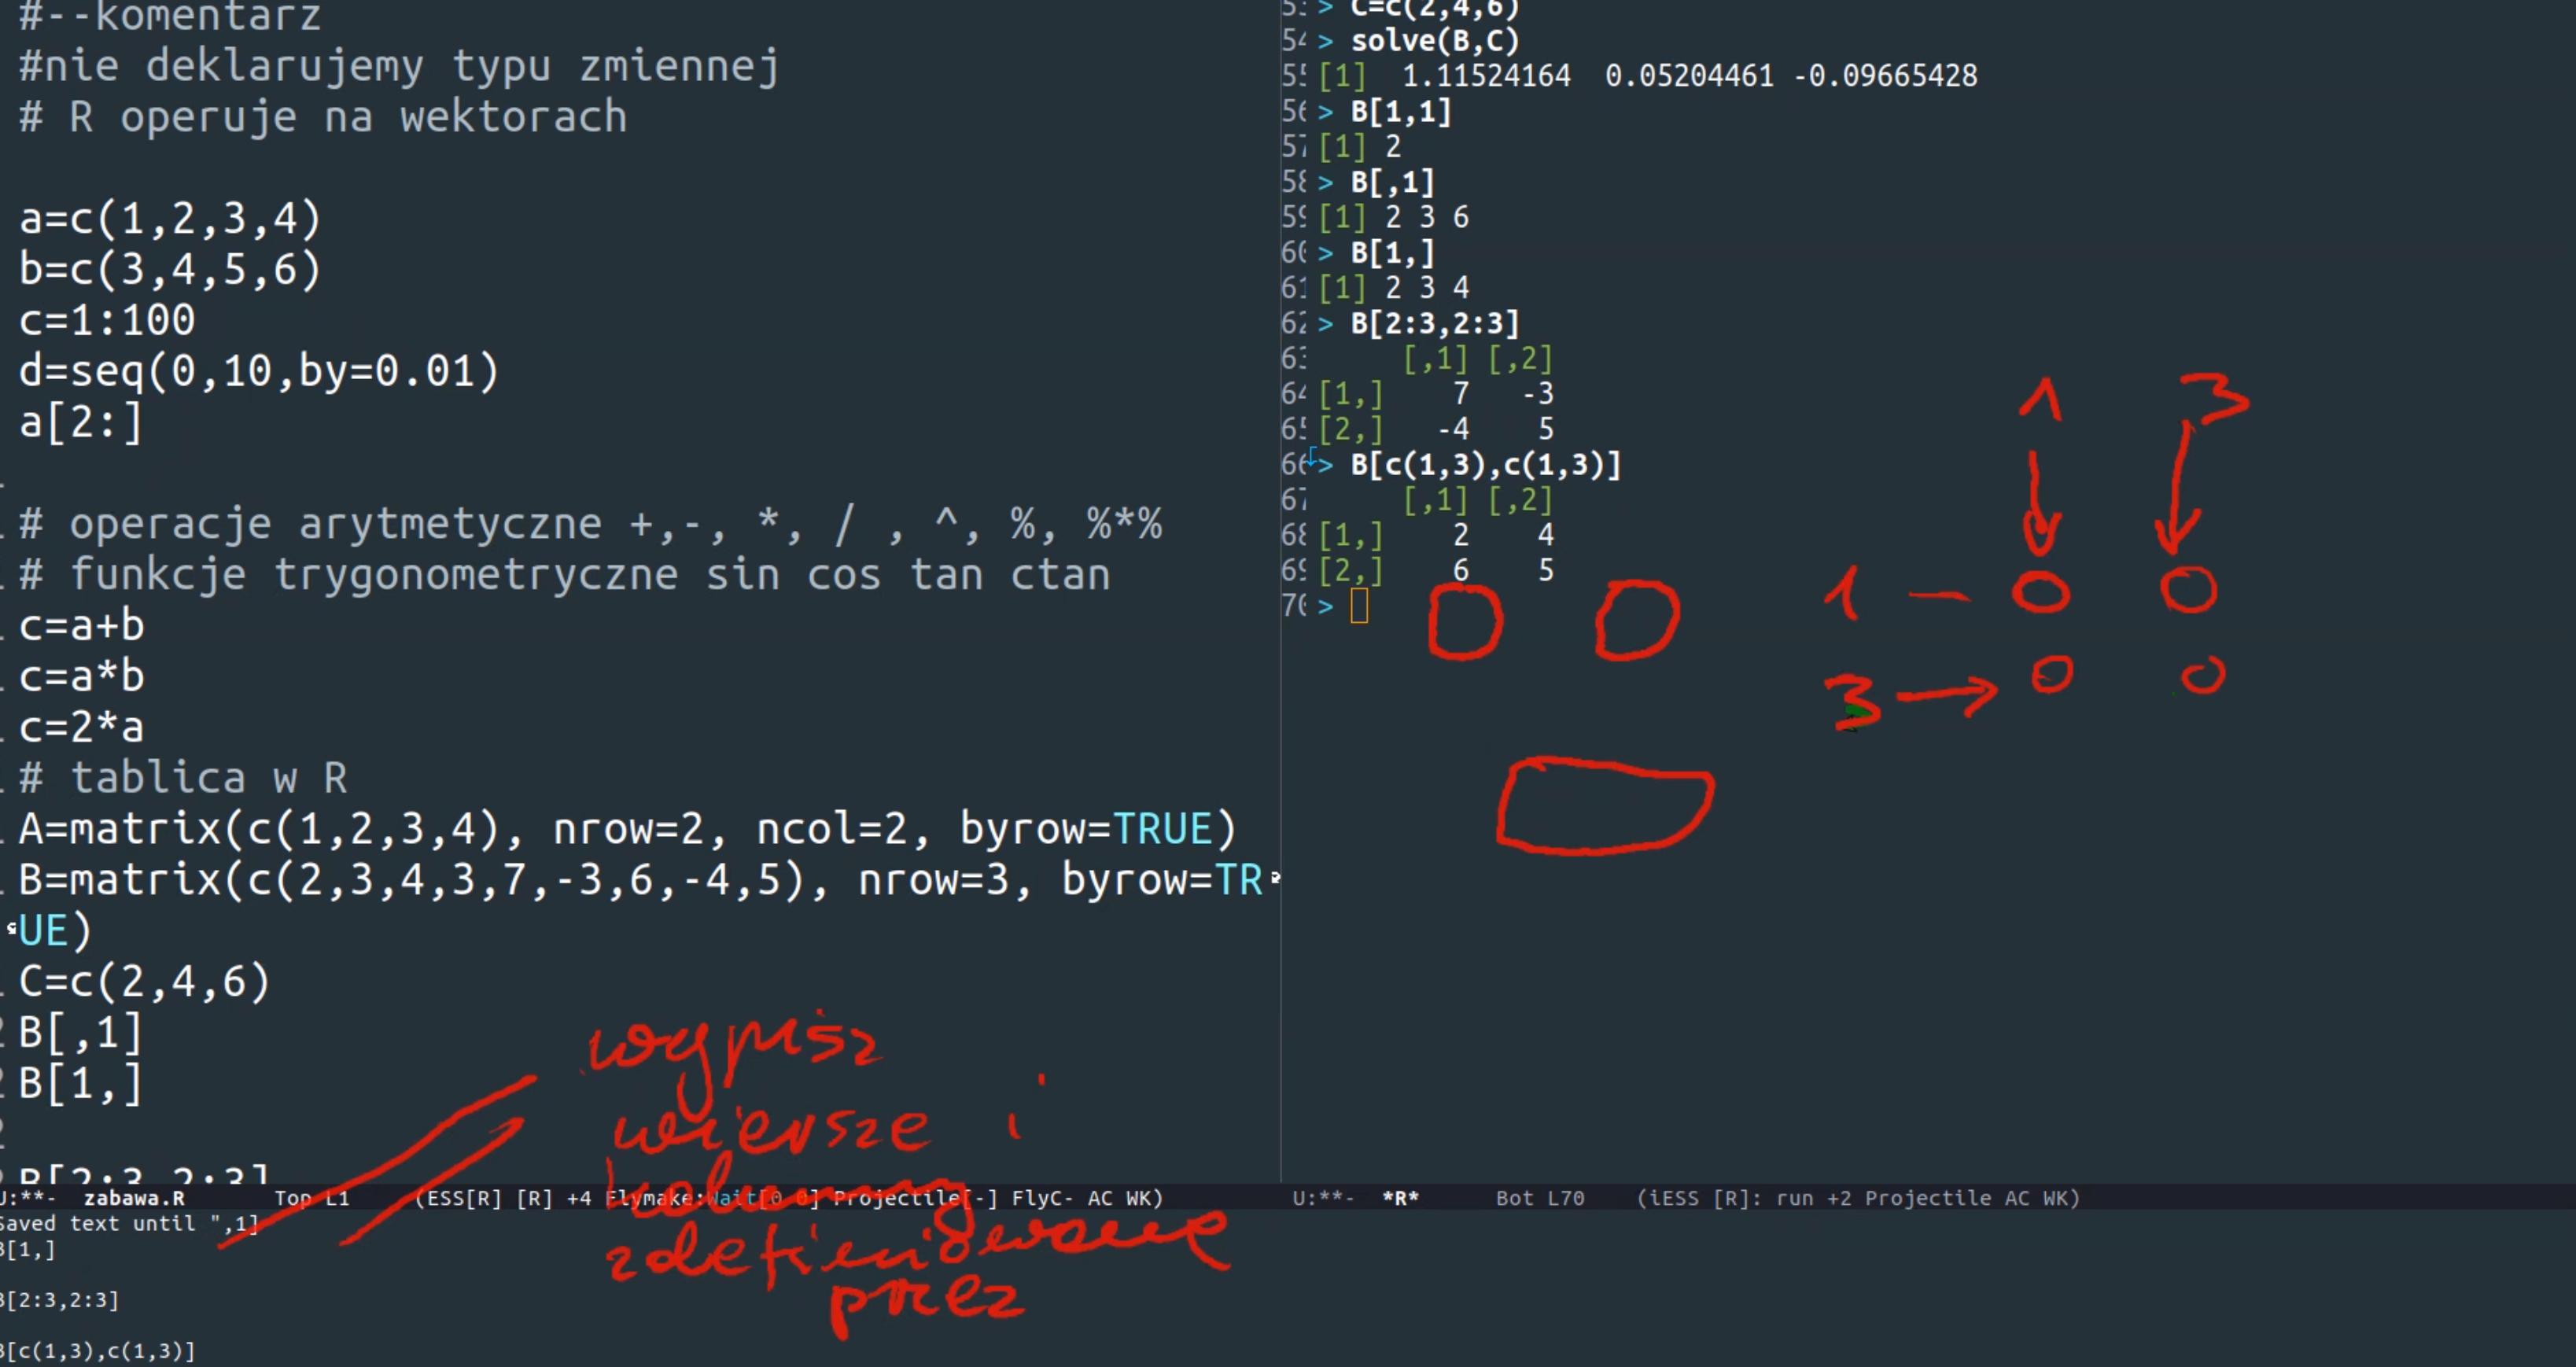 #--komentarz
#nie deklarujemy typu zmiennej
# R operuje na wektorach
a=c(1,2,3,4)
b=c(3,4,5,6)
c=1:100
d=seq(0,10,by=0.01)
a[2:]
# operacje arytmetyczne +,-, *, / , ^, %, %*%
# funkcje trygonometryczne sin cos tan ctan
c=a+b
c=a*b
c=2*a
# tablica w R
A=matrix(c(1,2,3,4), nrow=2, ncol=2, byrow=TRUE)
B=matrix(c(2,3,4,3,7,-3,6,-4,5), nrow=3, byrow=TR
UE)
C=c(2,4,6)
B[,1]
B[1,]
B[2:3,2:3]
wypisz
wiersze i
kolumny
zdefiniowane
przez
U:**- zabawa.R Top L1 (ESS[R] [R] +4 Flymake:Wait[0 0] Projectile[-] FlyC- AC WK)
Saved text until ",1]
B[1,]
B[2:3,2:3]
B[c(1,3),c(1,3)]
53 > C=c(2,4,6)
54 > solve(B,C)
55 [1] 1.11524164 0.05204461 -0.09665428
56 > B[1,1]
57 [1] 2
58 > B[,1]
59 [1] 2 3 6
60 > B[1,]
61 [1] 2 3 4
62 > B[2:3,2:3]
63 [,1] [,2]
64 [1,] 7 -3
65 [2,] -4 5
66 > B[c(1,3),c(1,3)]
67 [,1] [,2]
68 [1,] 2 4
69 [2,] 6 5
70 >
1 3
1
3
U:**- *R* Bot L70 (iESS [R]: run +2 Projectile AC WK)